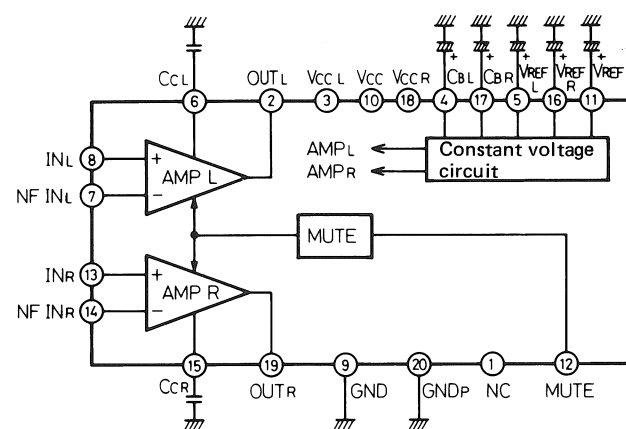 CCL OUTL VCCL VCC VCCR CBL CBR VREF L VREF R VREF
+ + + + +
6 2 3 10 18 4 17 5 16 11
INL 8 + AMP L
NF INL 7 −
AMPL
AMPR
Constant voltage
circuit
MUTE
INR 13 + AMP R
NF INR 14 −
15 19 9 20 1 12
CCR OUTR GND GNDP NC MUTE